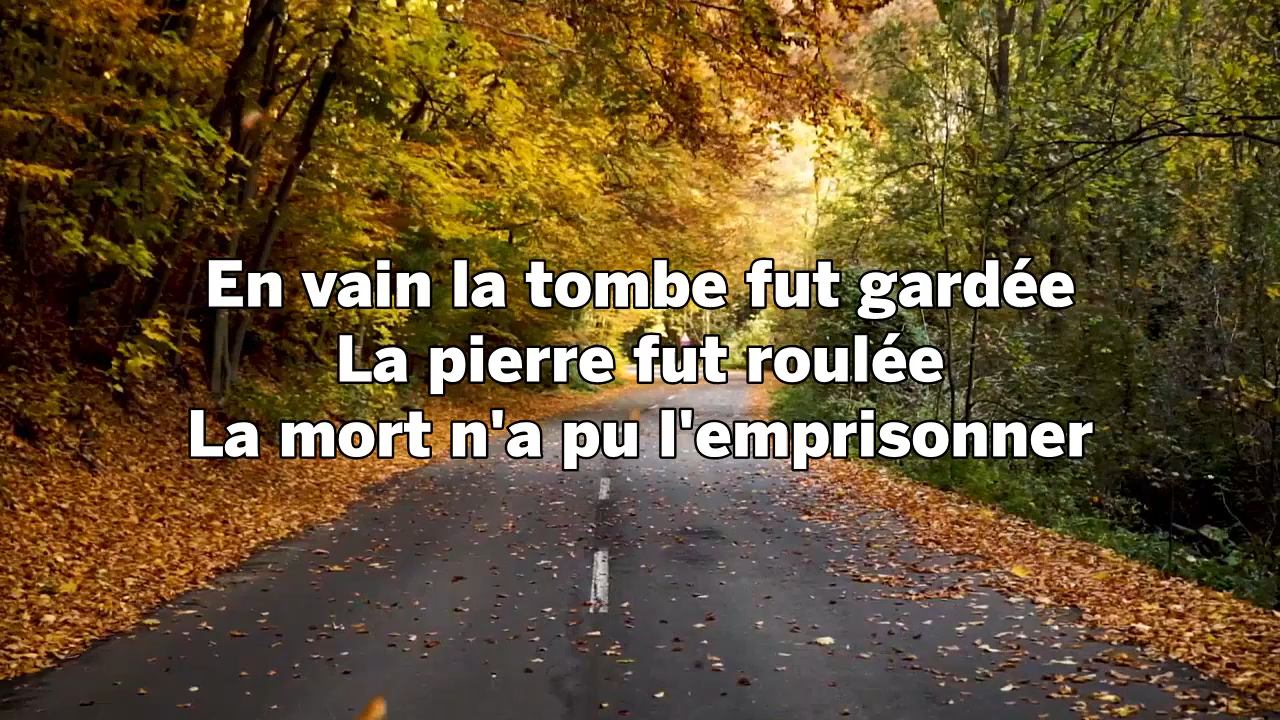 En vain la tombe fut gardée
La pierre fut roulée
La mort n'a pu l'emprisonner